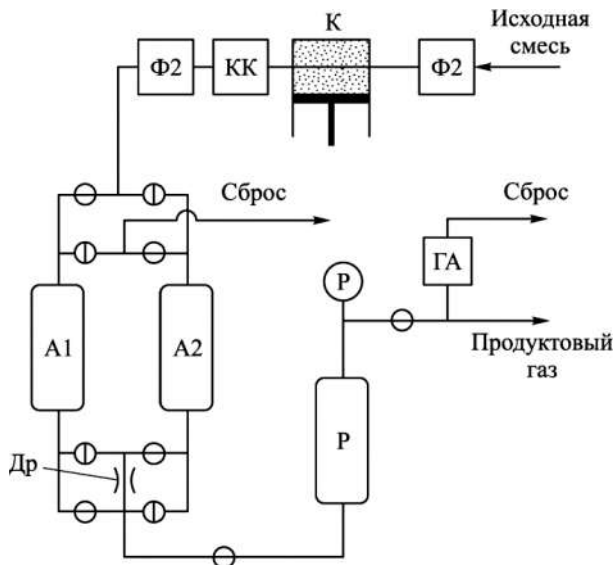 К
Исходная
смесь
Ф2
КК
Ф2
Сброс
Сброс
ГА
Р
А1
А2
Продуктовый
газ
Р
Др